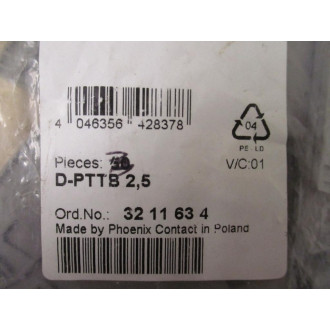 4 046356 428378
04
PE-LD
Pieces: 3
V/C:01
D-PTTB 2,5
Ord.No.: 32 11 63 4
Made by Phoenix Contact in Poland